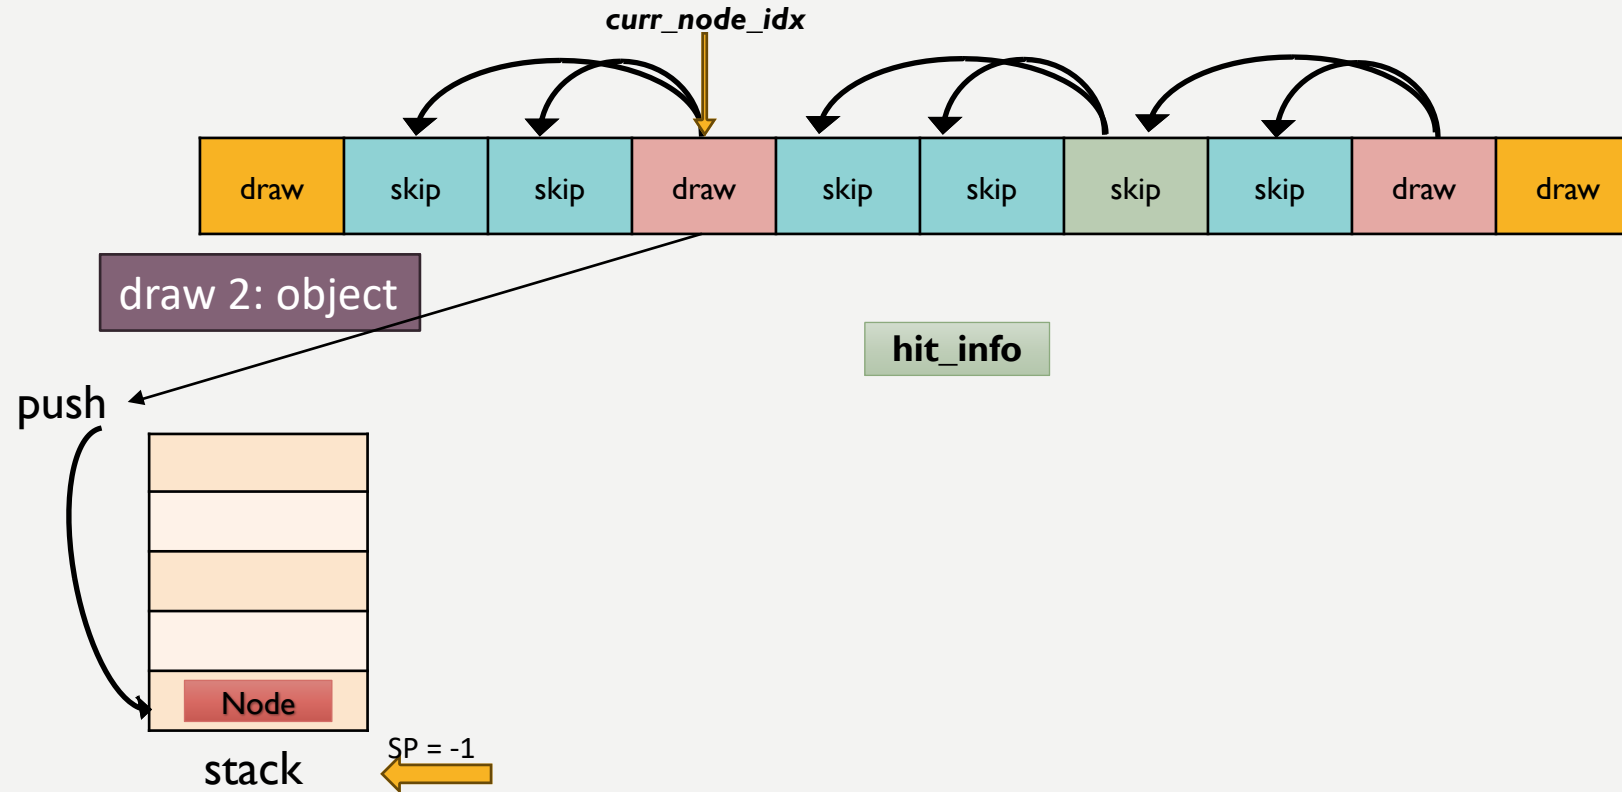 curr_node_idx
draw skip skip draw skip skip skip skip draw draw
draw 2: object
hit_info
push
Node
SP = -1
stack